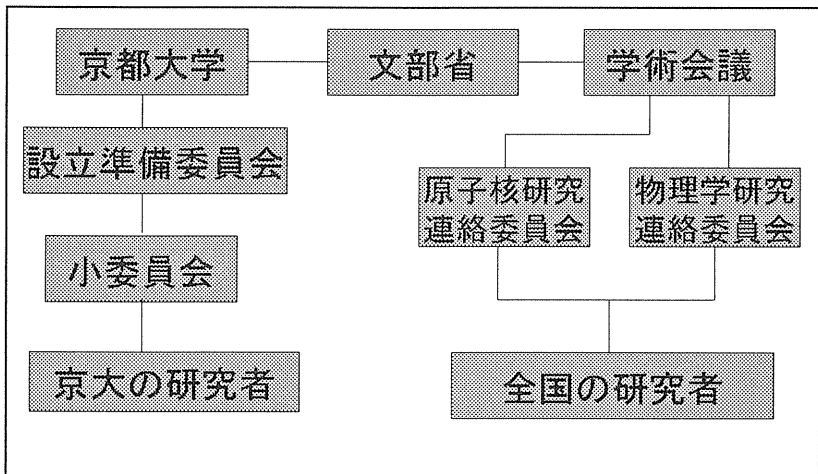 京都大学
文部省
学術会議
設立準備委員会
原子核研究
連絡委員会
物理学研究
連絡委員会
小委員会
京大の研究者
全国の研究者